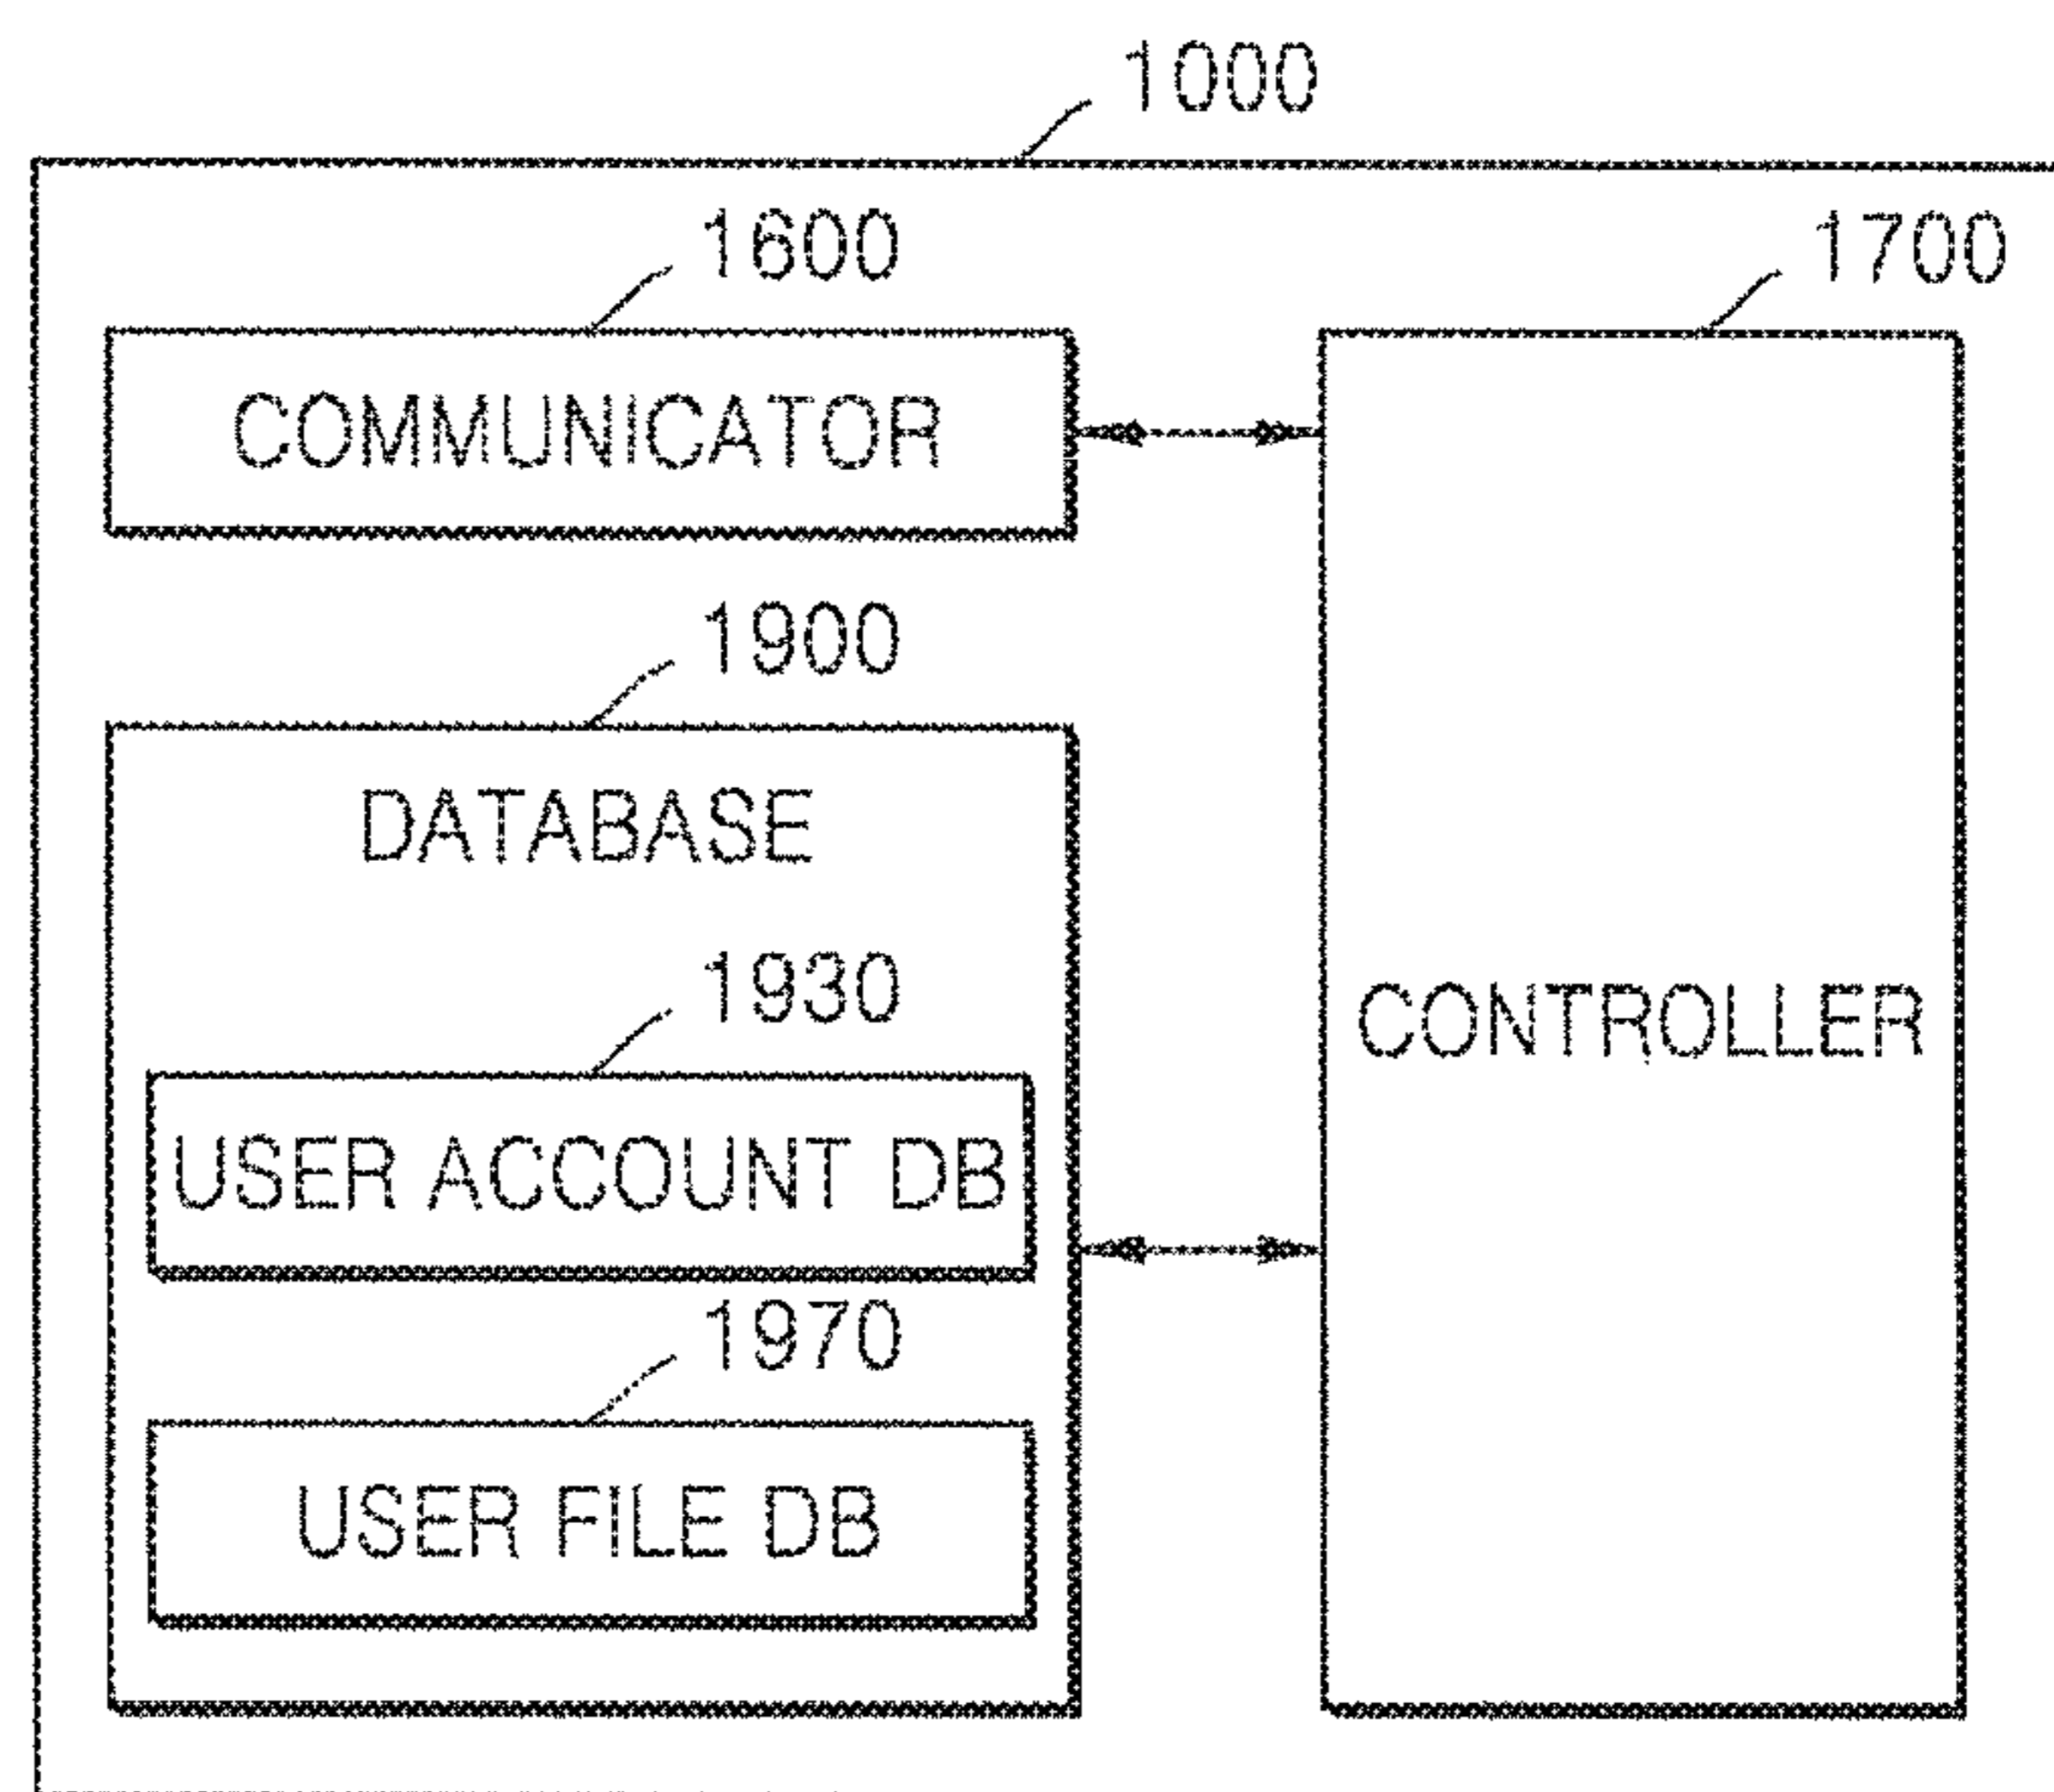 1000
1600
1700
COMMUNICATOR
1900
DATABASE
1930
CONTROLLER
USER ACCOUNT DB
1970
USER FILE DB